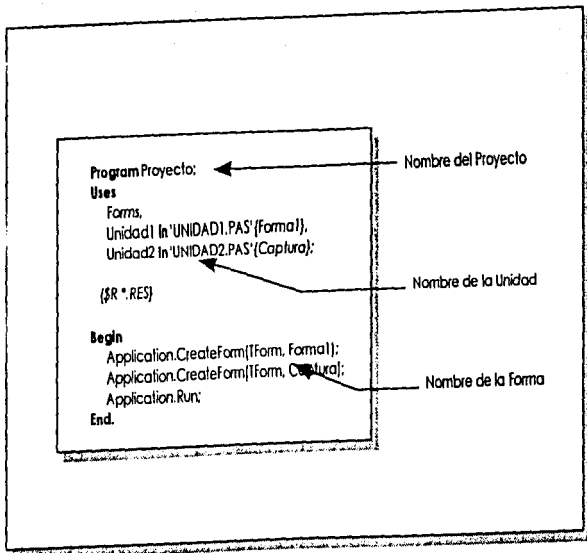 Program Proyecto;
Uses
Forms,
Unidad1 In 'UNIDAD1.PAS' {Forma1},
Unidad2 In 'UNIDAD2.PAS' {Captura};
{$R *.RES}
Begin
Application.CreateForm(TForm, Forma1);
Application.CreateForm(TForm, Captura);
Application.Run;
End.
Nombre del Proyecto
Nombre de la Unidad
Nombre de la Forma